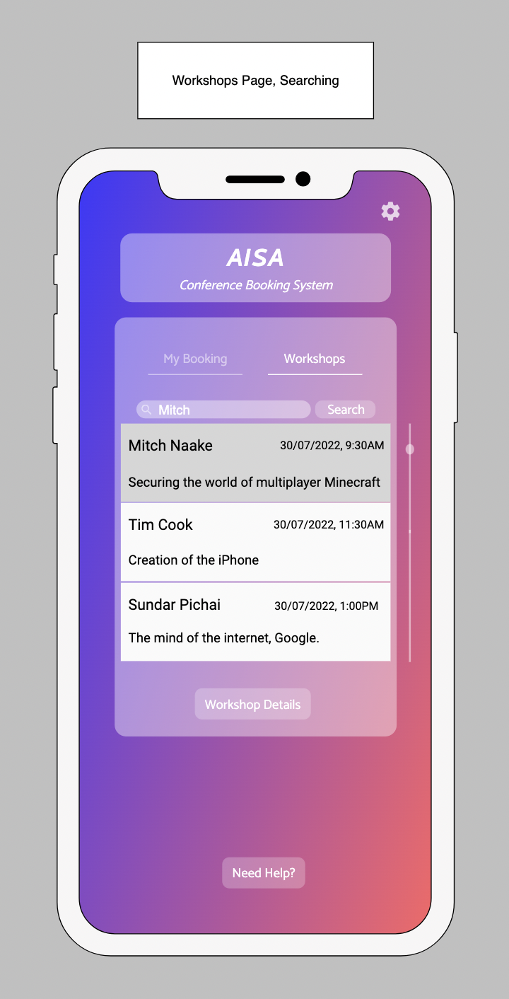 Workshops Page, Searching
AISA
Conference Booking System
My Booking Workshops
Mitch Search
Mitch Naake 30/07/2022, 9:30AM
Securing the world of multiplayer Minecraft
Tim Cook 30/07/2022, 11:30AM
Creation of the iPhone
Sundar Pichai 30/07/2022, 1:00PM
The mind of the internet, Google.
Workshop Details
Need Help?